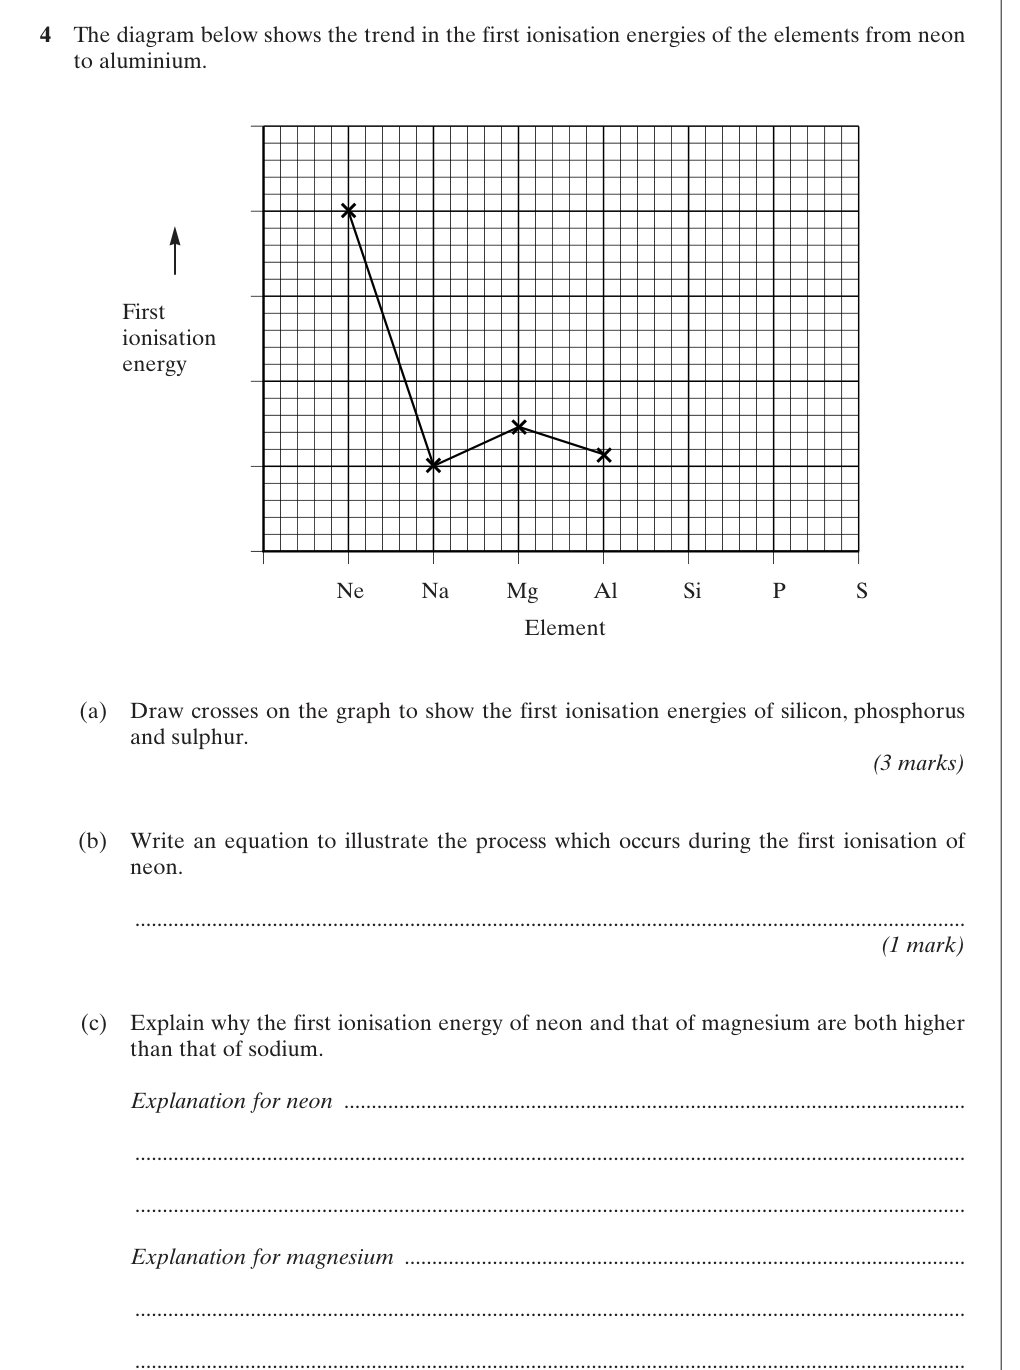 4 The diagram below shows the trend in the first ionisation energies of the elements from neon
to aluminium.
First
ionisation
energy
Ne Na Mg Al Si P S
Element
(a) Draw crosses on the graph to show the first ionisation energies of silicon, phosphorus
and sulphur.
(3 marks)
(b) Write an equation to illustrate the process which occurs during the first ionisation of
neon.
(1 mark)
(c) Explain why the first ionisation energy of neon and that of magnesium are both higher
than that of sodium.
Explanation for neon
Explanation for magnesium